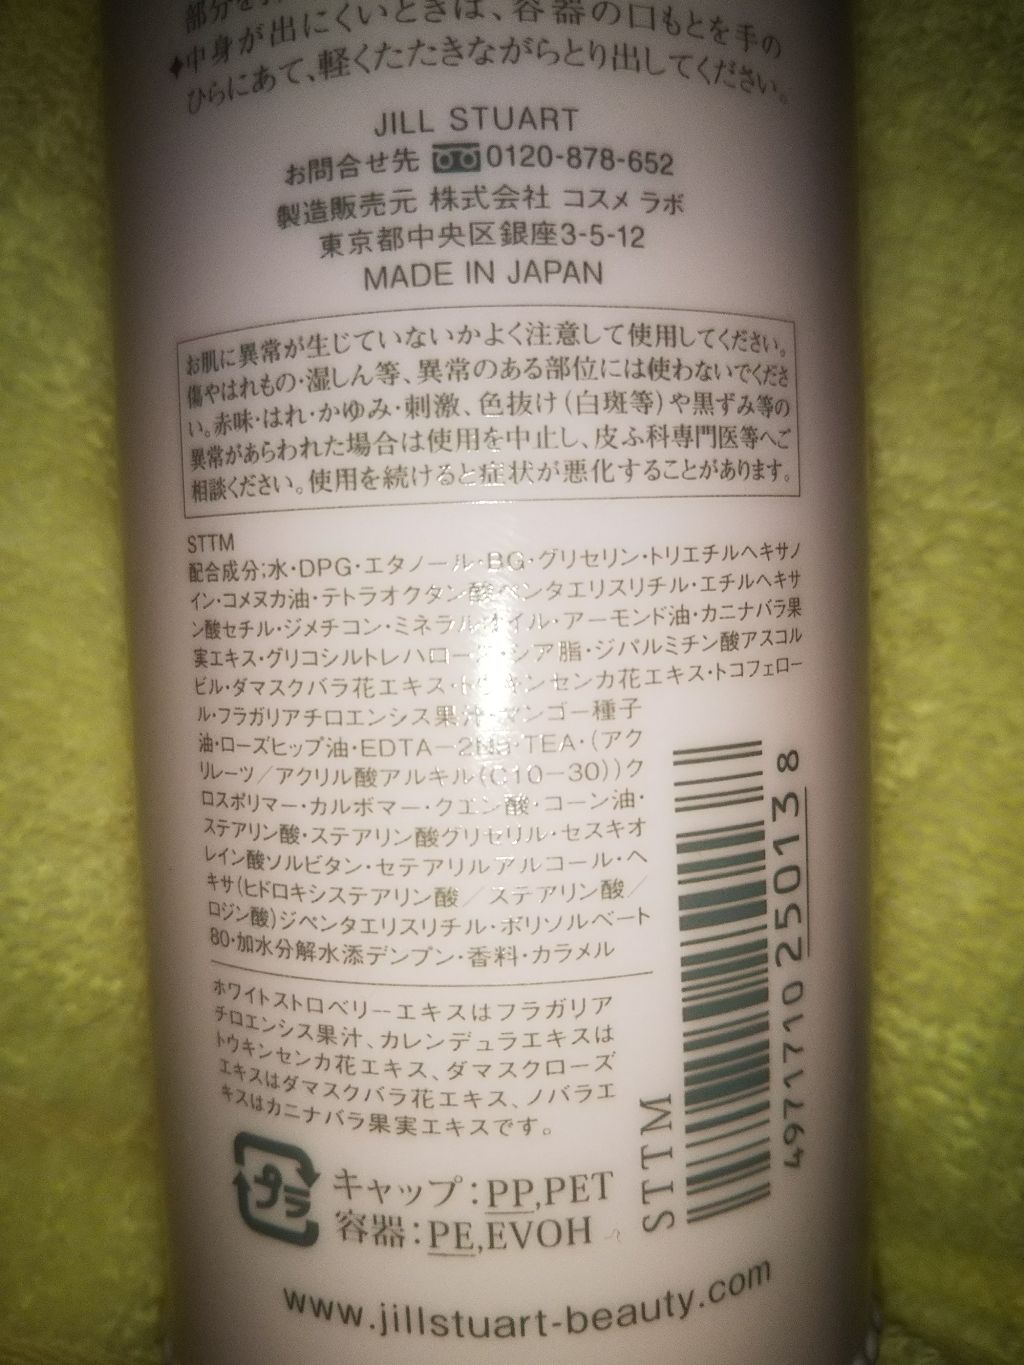 ◆中身が出にくいときは、容器の口もとを手の
ひらにあて、軽くたたきながらとり出してください。
JILL STUART
お問合せ先 0120-878-652
製造販売元 株式会社 コスメ ラボ
東京都中央区銀座3-5-12
MADE IN JAPAN
お肌に異常が生じていないかよく注意して使用してください。
傷やはれもの・湿しん等、異常のある部位には使わないでくださ
い。赤味・はれ・かゆみ・刺激、色抜け(白斑等)や黒ずみ等の
異常があらわれた場合は使用を中止し、皮ふ科専門医等へご
相談ください。使用を続けると症状が悪化することがあります。
STTM
配合成分;水・DPG・エタノール・BG・グリセリン・トリエチルヘキサノ
イン・コメヌカ油・テトラオクタン酸ペンタエリスリチル・エチルヘキサ
ン酸セチル・ジメチコン・ミネラルオイル・アーモンド油・カニナバラ果
実エキス・グリコシルトレハロース・シア脂・ジパルミチン酸アスコル
ビル・ダマスクバラ花エキス・トウキンセンカ花エキス・トコフェロー
ル・フラガリアチロエンシス果汁・マンゴー種子
油・ローズヒップ油・EDTA－2Na・TEA・(アク
リレーツ／アクリル酸アルキル(C10－30))ク
ロスポリマー・カルボマー・クエン酸・コーン油・
ステアリン酸・ステアリン酸グリセリル・セスキオ
レイン酸ソルビタン・セテアリルアルコール・ヘ
キサ(ヒドロキシステアリン酸／ステアリン酸／
ロジン酸)ジペンタエリスリチル・ポリソルベート
80・加水分解水添デンプン・香料・カラメル
ホワイトストロベリーエキスはフラガリア
チロエンシス果汁、カレンデュラエキスは
トウキンセンカ花エキス、ダマスクローズ
エキスはダマスクバラ花エキス、ノバラエ
キスはカニナバラ果実エキスです。
プラ
キャップ:PP,PET
容器:PE,EVOH
STTM
4971710250138
www.jillstuart-beauty.com